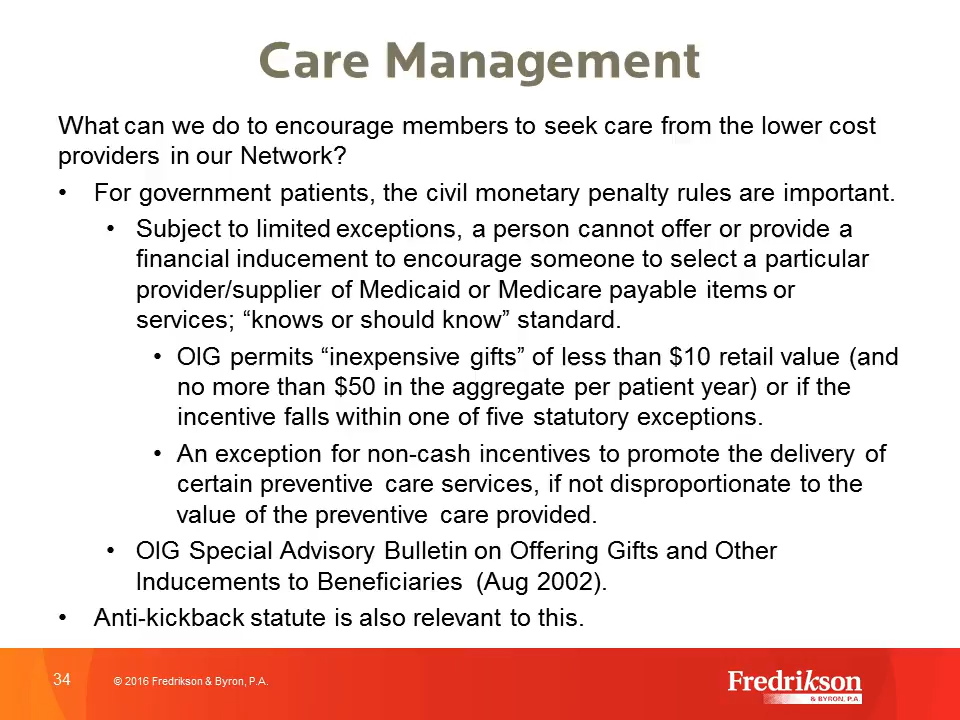 Care Management
What can we do to encourage members to seek care from the lower cost
providers in our Network?
• For government patients, the civil monetary penalty rules are important.
• Subject to limited exceptions, a person cannot offer or provide a
financial inducement to encourage someone to select a particular
provider/supplier of Medicaid or Medicare payable items or
services; “knows or should know” standard.
• OIG permits “inexpensive gifts” of less than $10 retail value (and
no more than $50 in the aggregate per patient year) or if the
incentive falls within one of five statutory exceptions.
• An exception for non-cash incentives to promote the delivery of
certain preventive care services, if not disproportionate to the
value of the preventive care provided.
• OIG Special Advisory Bulletin on Offering Gifts and Other
Inducements to Beneficiaries (Aug 2002).
• Anti-kickback statute is also relevant to this.
34 © 2016 Fredrikson & Byron, P.A.
Fredrikson
& BYRON, P.A.